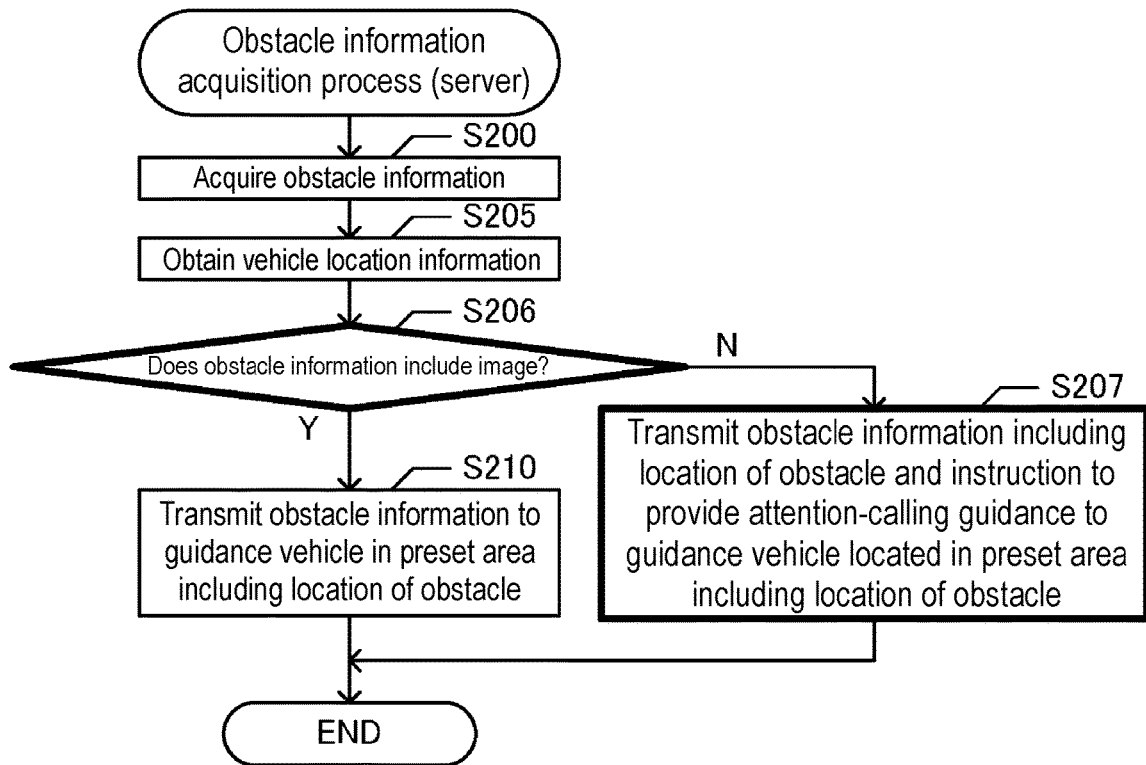 Obstacle information
acquisition process (server)
S200
Acquire obstacle information
S205
Obtain vehicle location information
S206
Does obstacle information include image?
N
Y
S207
Transmit obstacle information including
location of obstacle and instruction to
provide attention-calling guidance to
guidance vehicle located in preset area
including location of obstacle
S210
Transmit obstacle information to
guidance vehicle in preset area
including location of obstacle
END